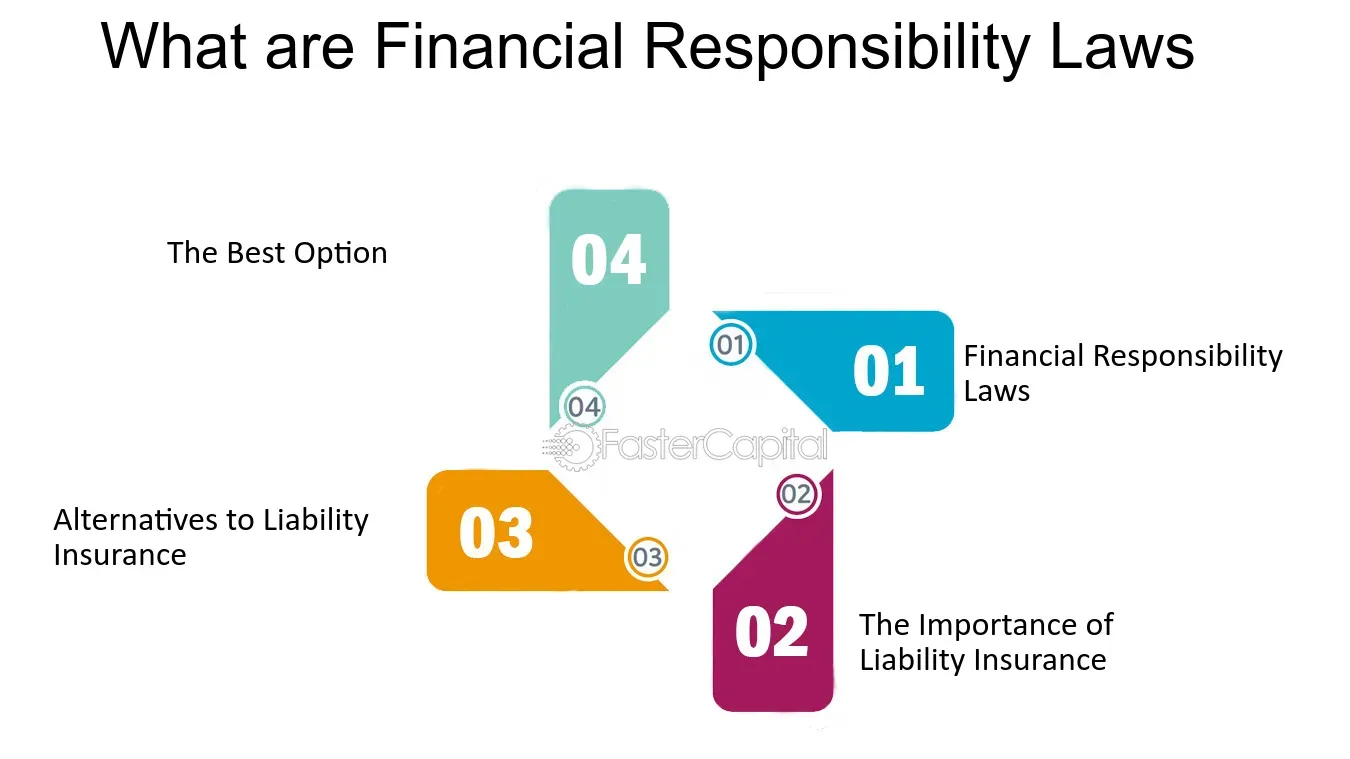 What are Financial Responsibility Laws
The Best Option
04
01
01
Financial Responsibility
Laws
04
FasterCapital
Alternatives to Liability
Insurance
03
03
02
02
The Importance of
Liability Insurance